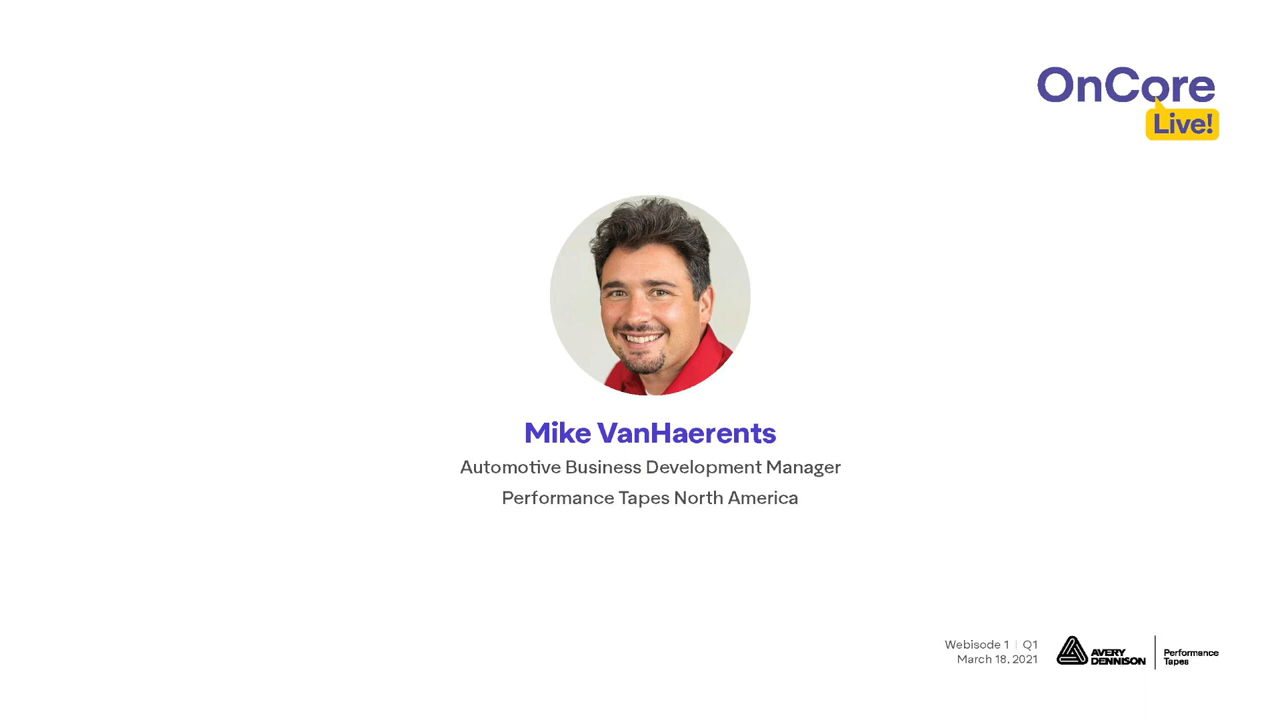 OnCore
Live!
Mike VanHaerents
Automotive Business Development Manager
Performance Tapes North America
Webisode 1 | Q1
March 18, 2021
AVERY
DENNISON
Performance
Tapes